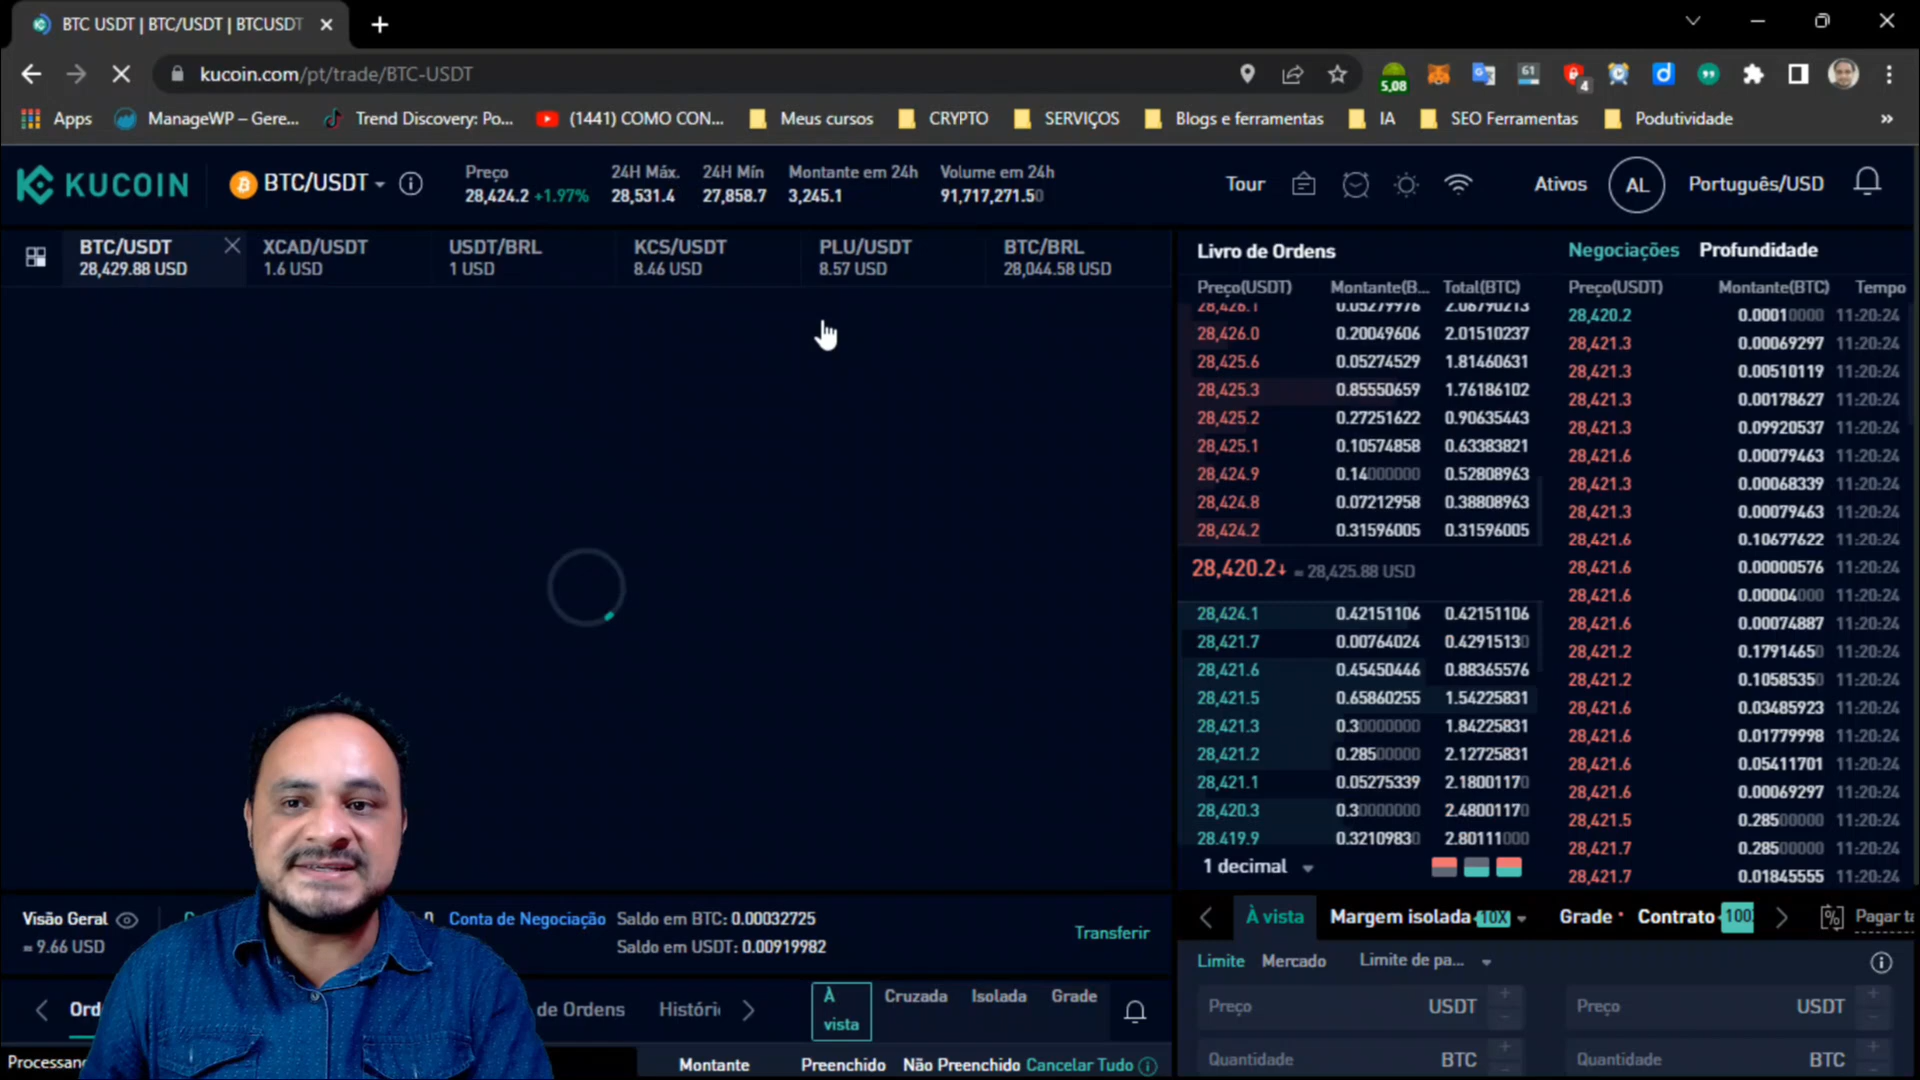 BTC USDT | BTC/USDT | BTCUSDT
kucoin.com/pt/trade/BTC-USDT
5,08
61
4
Apps
ManageWP – Gere...
Trend Discovery: Po...
(1441) COMO CON...
Meus cursos
CRYPTO
SERVIÇOS
Blogs e ferramentas
IA
SEO Ferramentas
Podutividade
»
KUCOIN
BTC/USDT
Preço
28,424.2 +1.97%
24H Máx.
28,531.4
24H Mín
27,858.7
Montante em 24h
3,245.1
Volume em 24h
91,717,271.50
Tour
Ativos
AL
Português/USD
BTC/USDT
28,429.88 USD
XCAD/USDT
1.6 USD
USDT/BRL
1 USD
KCS/USDT
8.46 USD
PLU/USDT
8.57 USD
BTC/BRL
28,044.58 USD
Livro de Ordens
Preço(USDT) Montante(B... Total(BTC)
28,426.1 0.05279976 2.06790213
28,426.0 0.20049606 2.01510237
28,425.6 0.05274529 1.81460631
28,425.3 0.85550659 1.76186102
28,425.2 0.27251622 0.90635443
28,425.1 0.10574858 0.63383821
28,424.9 0.14000000 0.52808963
28,424.8 0.07212958 0.38808963
28,424.2 0.31596005 0.31596005
28,420.2↓ = 28,425.88 USD
28,424.1 0.42151106 0.42151106
28,421.7 0.00764024 0.42915130
28,421.6 0.45450446 0.88365576
28,421.5 0.65860255 1.54225831
28,421.3 0.30000000 1.84225831
28,421.2 0.28500000 2.12725831
28,421.1 0.05275339 2.18001170
28,420.3 0.30000000 2.48001170
28,419.9 0.32109830 2.80111000
1 decimal
Negociações Profundidade
Preço(USDT) Montante(BTC) Tempo
28,420.2 0.00010000 11:20:24
28,421.3 0.00069297 11:20:24
28,421.3 0.00510119 11:20:24
28,421.3 0.00178627 11:20:24
28,421.3 0.09920537 11:20:24
28,421.6 0.00079463 11:20:24
28,421.3 0.00068339 11:20:24
28,421.3 0.00079463 11:20:24
28,421.6 0.10677622 11:20:24
28,421.6 0.00000576 11:20:24
28,421.6 0.00004000 11:20:24
28,421.6 0.00074887 11:20:24
28,421.2 0.17914650 11:20:24
28,421.2 0.10585350 11:20:24
28,421.6 0.03485923 11:20:24
28,421.6 0.01779998 11:20:24
28,421.6 0.05411701 11:20:24
28,421.6 0.00069297 11:20:24
28,421.5 0.28500000 11:20:24
28,421.7 0.28500000 11:20:24
28,421.7 0.01845555 11:20:24
Visão Geral
= 9.66 USD
0
Conta de Negociação
Saldo em BTC: 0.00032725
Saldo em USDT: 0.00919982
Transferir
Ord
de Ordens
Históri
À vista
Cruzada
Isolada
Grade
Processan
Montante
Preenchido
Não Preenchido
Cancelar Tudo
À vista
Margem isolada 10X
Grade
Contrato 100
Pagar ta
Limite
Mercado
Limite de pa...
Preço USDT
Preço USDT
Quantidade BTC
Quantidade BTC